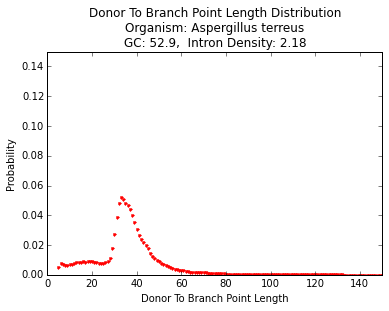 Donor To Branch Point Length Distribution
Organism: Aspergillus terreus
GC: 52.9,  Intron Density: 2.18
0.14
0.12
0.10
0.08
0.06
0.04
0.02
0.00
Probability
0 20 40 60 80 100 120 140
Donor To Branch Point Length